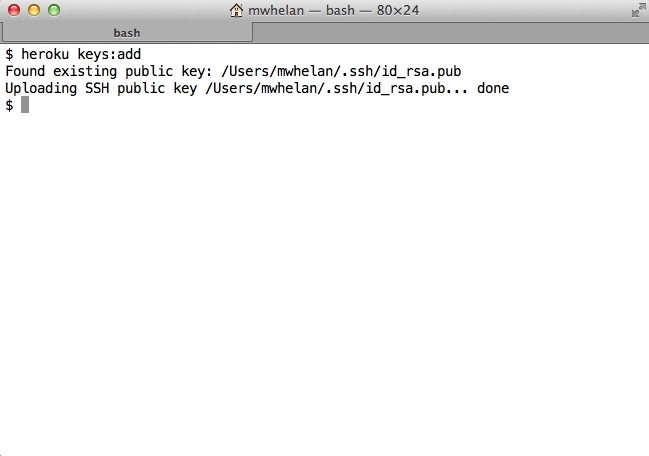 mwhelan — bash — 80×24
bash
$ heroku keys:add
Found existing public key: /Users/mwhelan/.ssh/id_rsa.pub
Uploading SSH public key /Users/mwhelan/.ssh/id_rsa.pub... done
$